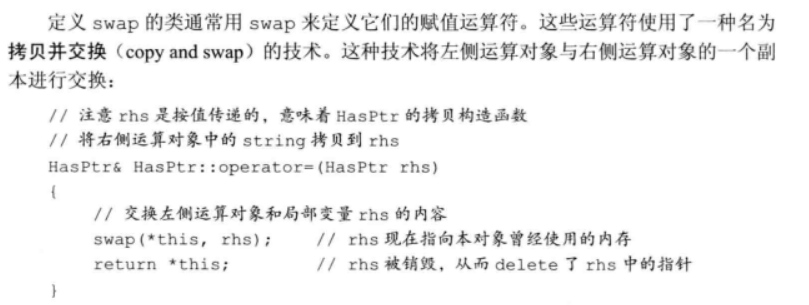 定义 swap 的类通常用 swap 来定义它们的赋值运算符。这些运算符使用了一种名为
拷贝并交换（copy and swap）的技术。这种技术将左侧运算对象与右侧运算对象的一个副
本进行交换：
// 注意 rhs 是按值传递的，意味着 HasPtr 的拷贝构造函数
// 将右侧运算对象中的 string 拷贝到 rhs
HasPtr& HasPtr::operator=(HasPtr rhs)
{
// 交换左侧运算对象和局部变量 rhs 的内容
swap(*this, rhs); // rhs 现在指向本对象曾经使用的内存
return *this; // rhs 被销毁，从而 delete 了 rhs 中的指针
}